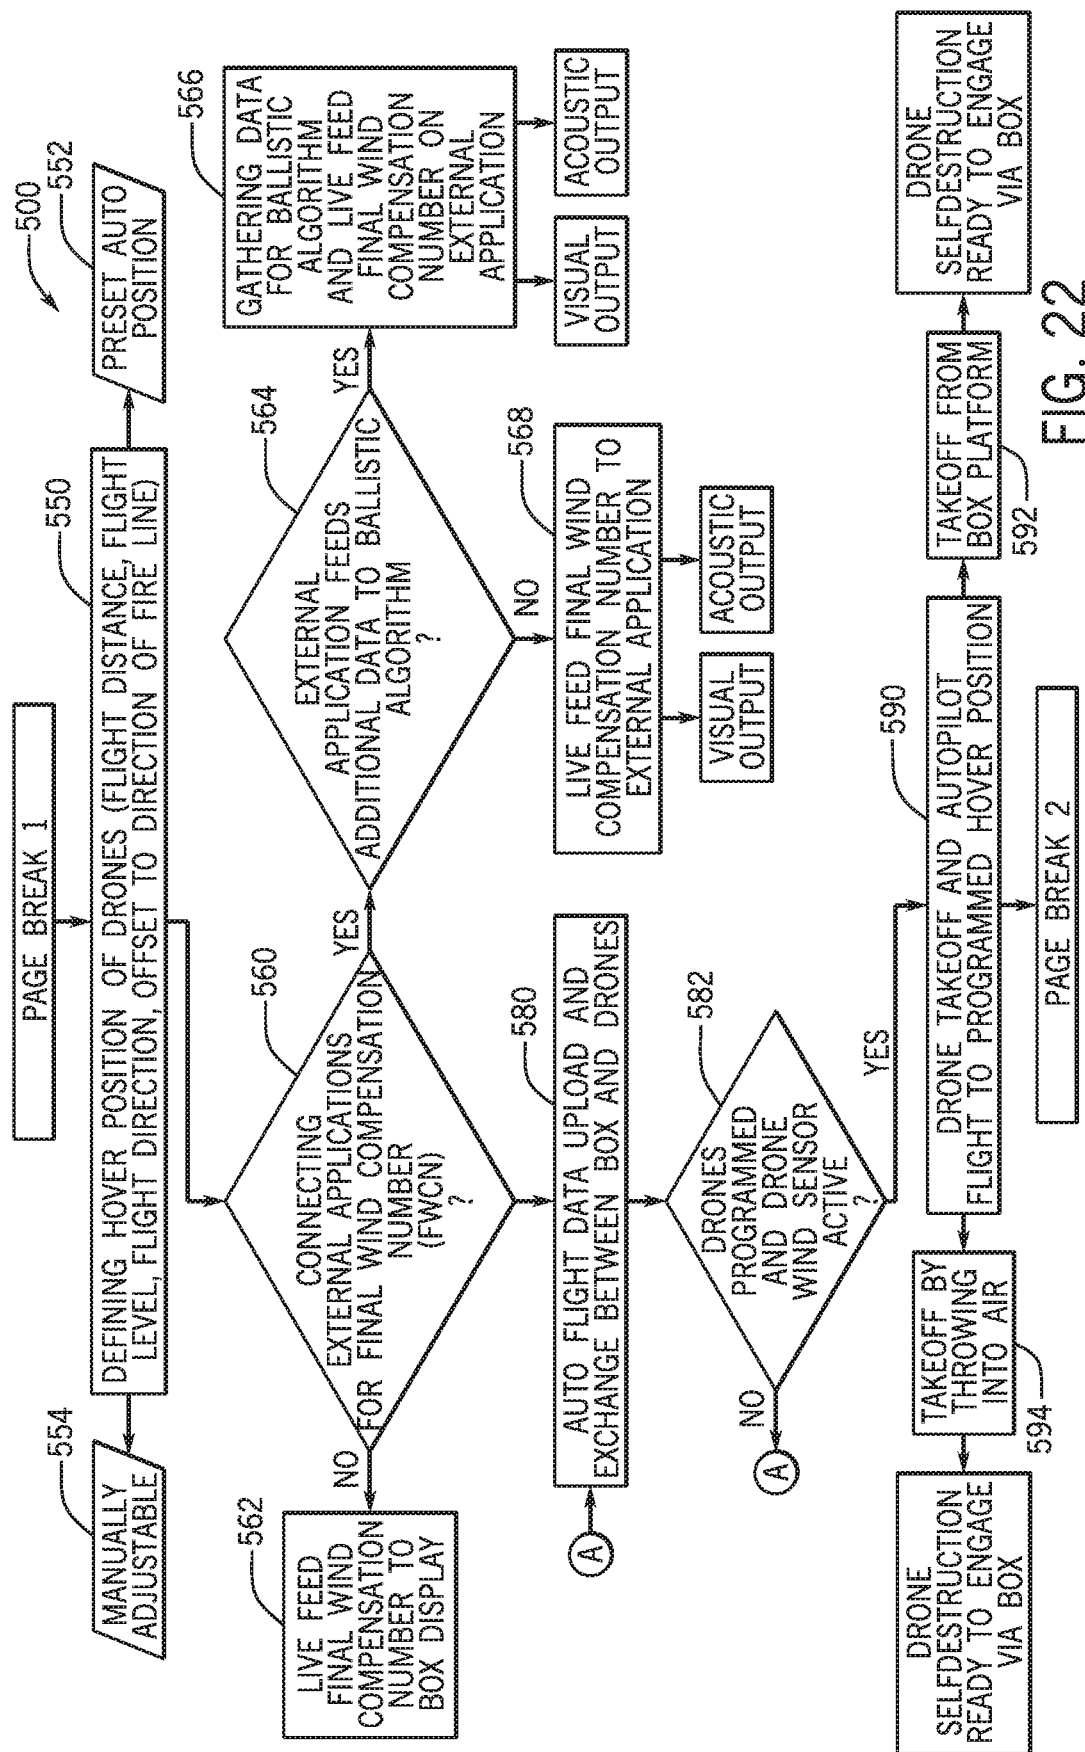 PAGE BREAK 1
500
554
MANUALLY
ADJUSTABLE
550
DEFINING HOVER POSITION OF DRONES (FLIGHT DISTANCE, FLIGHT
LEVEL, FLIGHT DIRECTION, OFFSET TO DIRECTION OF FIRE LINE)
552
PRESET AUTO
POSITION
562
LIVE FEED
FINAL WIND
COMPENSATION
NUMBER TO
BOX DISPLAY
NO
560
CONNECTING
EXTERNAL APPLICATIONS
FOR FINAL WIND COMPENSATION
NUMBER
(FWCN)
?
YES
564
EXTERNAL
APPLICATION FEEDS
ADDITIONAL DATA TO BALLISTIC
ALGORITHM
?
YES
NO
566
GATHERING DATA
FOR BALLISTIC
ALGORITHM
AND LIVE FEED
FINAL WIND
COMPENSATION
NUMBER ON
EXTERNAL
APPLICATION
VISUAL
OUTPUT
ACOUSTIC
OUTPUT
568
LIVE FEED FINAL WIND
COMPENSATION NUMBER TO
EXTERNAL APPLICATION
VISUAL
OUTPUT
ACOUSTIC
OUTPUT
A
580
AUTO FLIGHT DATA UPLOAD AND
EXCHANGE BETWEEN BOX AND DRONES
582
DRONES
PROGRAMMED
AND DRONE
WIND SENSOR
ACTIVE
?
NO
A
YES
DRONE
SELFDESTRUCTION
READY TO ENGAGE
VIA BOX
TAKEOFF BY
THROWING
INTO AIR
594
590
DRONE TAKEOFF AND AUTOPILOT
FLIGHT TO PROGRAMMED HOVER POSITION
TAKEOFF FROM
BOX PLATFORM
592
DRONE
SELFDESTRUCTION
READY TO ENGAGE
VIA BOX
PAGE BREAK 2
FIG. 22